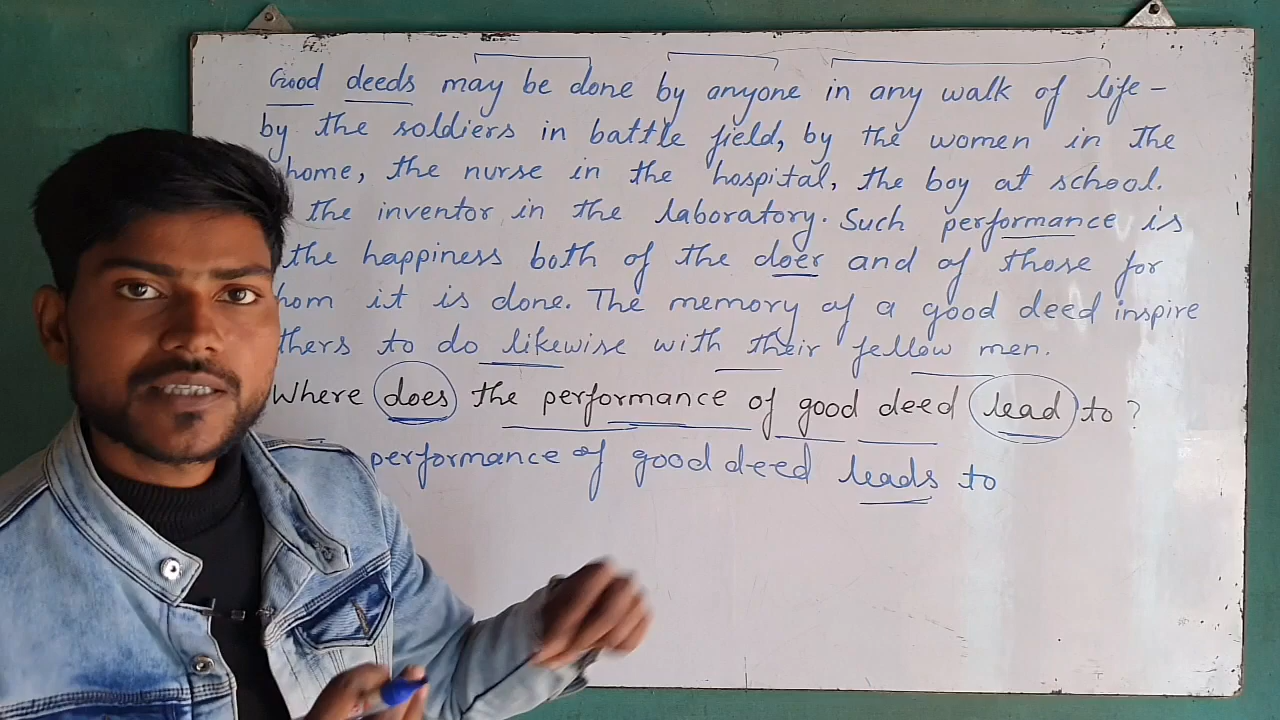 Good deeds may be done by anyone in any walk of life -
by the soldiers in battle field, by the women in the
home, the nurse in the hospital, the boy at school.
the inventor in the laboratory. Such performance is
the happiness both of the doer and of those for
hom it is done. The memory of a good deed inspire
thers to do likewise with their fellow men.
Where does the performance of good deed lead to?
performance of good deed leads to